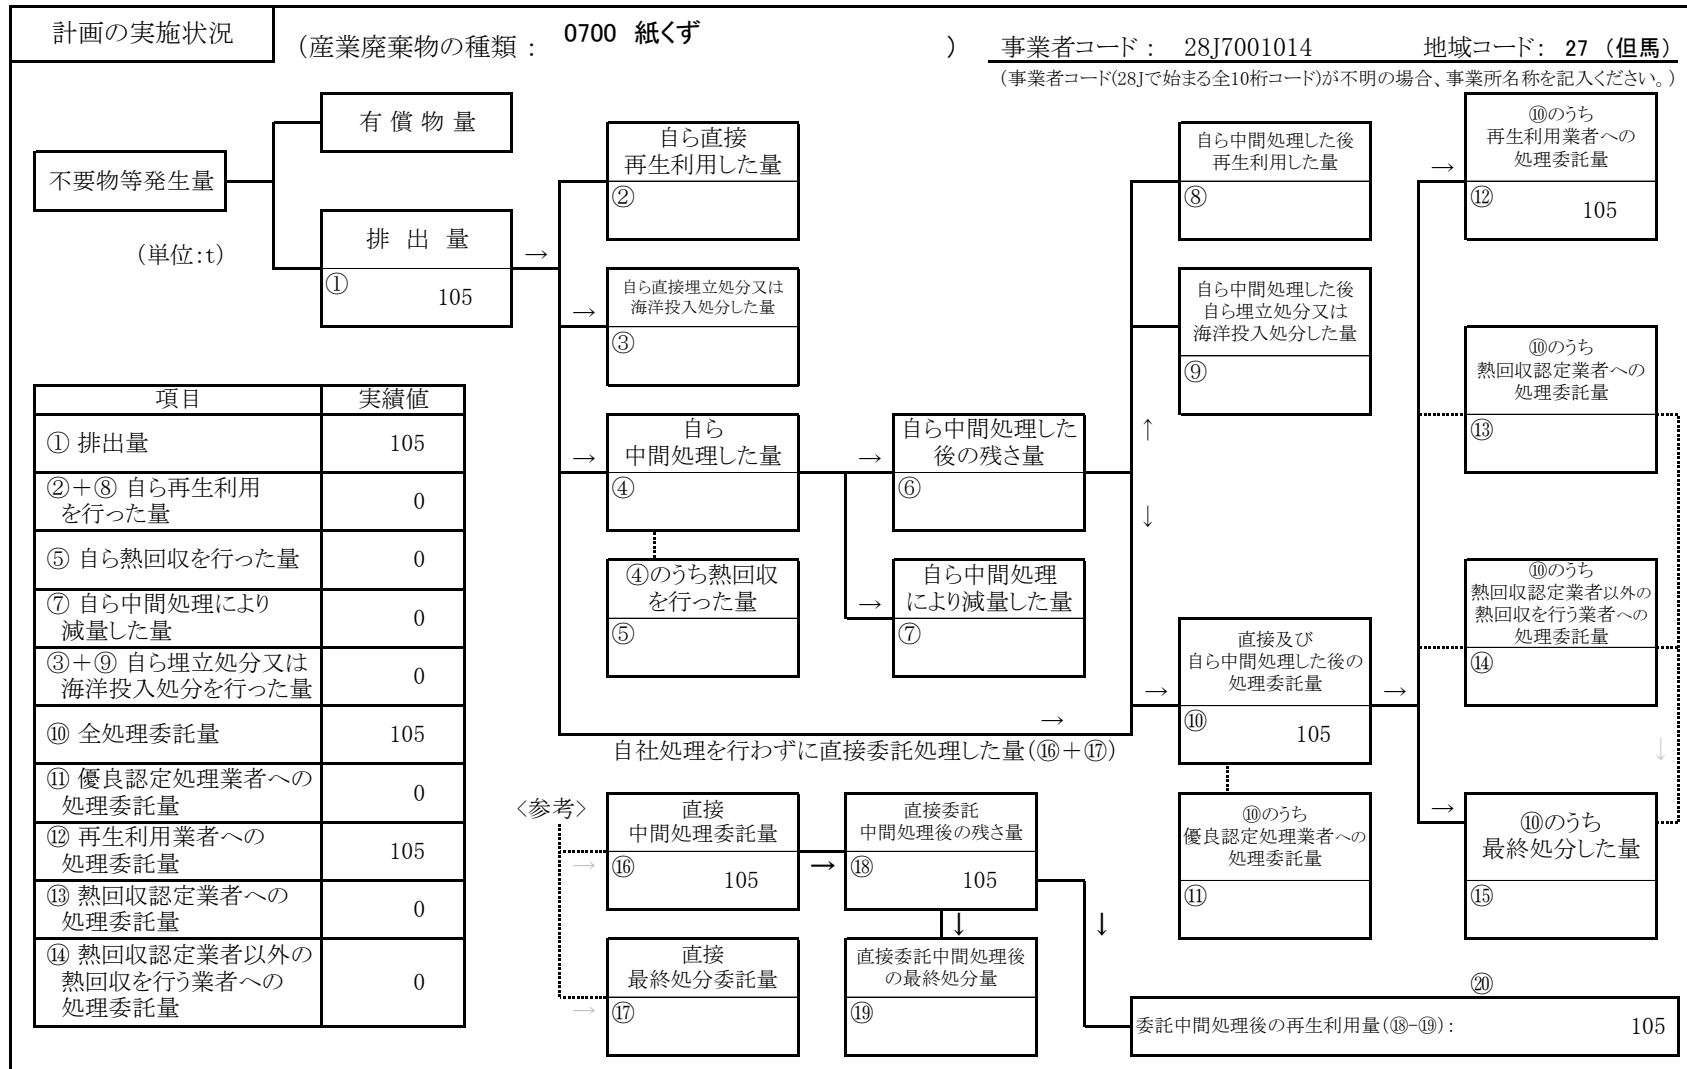 計画の実施状況
(産業廃棄物の種類 : 0700 紙くず )
事業者コード : 28J7001014 地域コード: 27 (但馬)
(事業者コード(28Jで始まる全10桁コード)が不明の場合、事業所名称を記入ください。)
不要物等発生量
(単位:t)
有 償 物 量
排 出 量
① 105
→
自ら直接
再生利用した量
②
→
自ら直接埋立処分又は
海洋投入処分した量
③
→
自ら
中間処理した量
④
④のうち熱回収
を行った量
⑤
→
自ら中間処理した
後の残さ量
⑥
→
自ら中間処理
により減量した量
⑦
↑
↓
自ら中間処理した後
再生利用した量
⑧
自ら中間処理した後
自ら埋立処分又は
海洋投入処分した量
⑨
→
自社処理を行わずに直接委託処理した量(⑯+⑰)
→
直接及び
自ら中間処理した後の
処理委託量
⑩ 105
→
⑩のうち
優良認定処理業者への
処理委託量
⑪
→
⑩のうち
再生利用業者への
処理委託量
⑫ 105
⑩のうち
熱回収認定業者への
処理委託量
⑬
⑩のうち
熱回収認定業者以外の
熱回収を行う業者への
処理委託量
⑭
↓
→
⑩のうち
最終処分した量
⑮
項目 実績値
① 排出量 105
②+⑧ 自ら再生利用
を行った量 0
⑤ 自ら熱回収を行った量 0
⑦ 自ら中間処理により
減量した量 0
③+⑨ 自ら埋立処分又は
海洋投入処分を行った量 0
⑩ 全処理委託量 105
⑪ 優良認定処理業者への
処理委託量 0
⑫ 再生利用業者への
処理委託量 105
⑬ 熱回収認定業者への
処理委託量 0
⑭ 熱回収認定業者以外の
熱回収を行う業者への
処理委託量 0
<参考>
→
直接
中間処理委託量
⑯ 105
→
直接委託
中間処理後の残さ量
⑱ 105
→
直接
最終処分委託量
⑰
↓
直接委託中間処理後
の最終処分量
⑲
↓
⑳
委託中間処理後の再生利用量(⑱-⑲) : 105